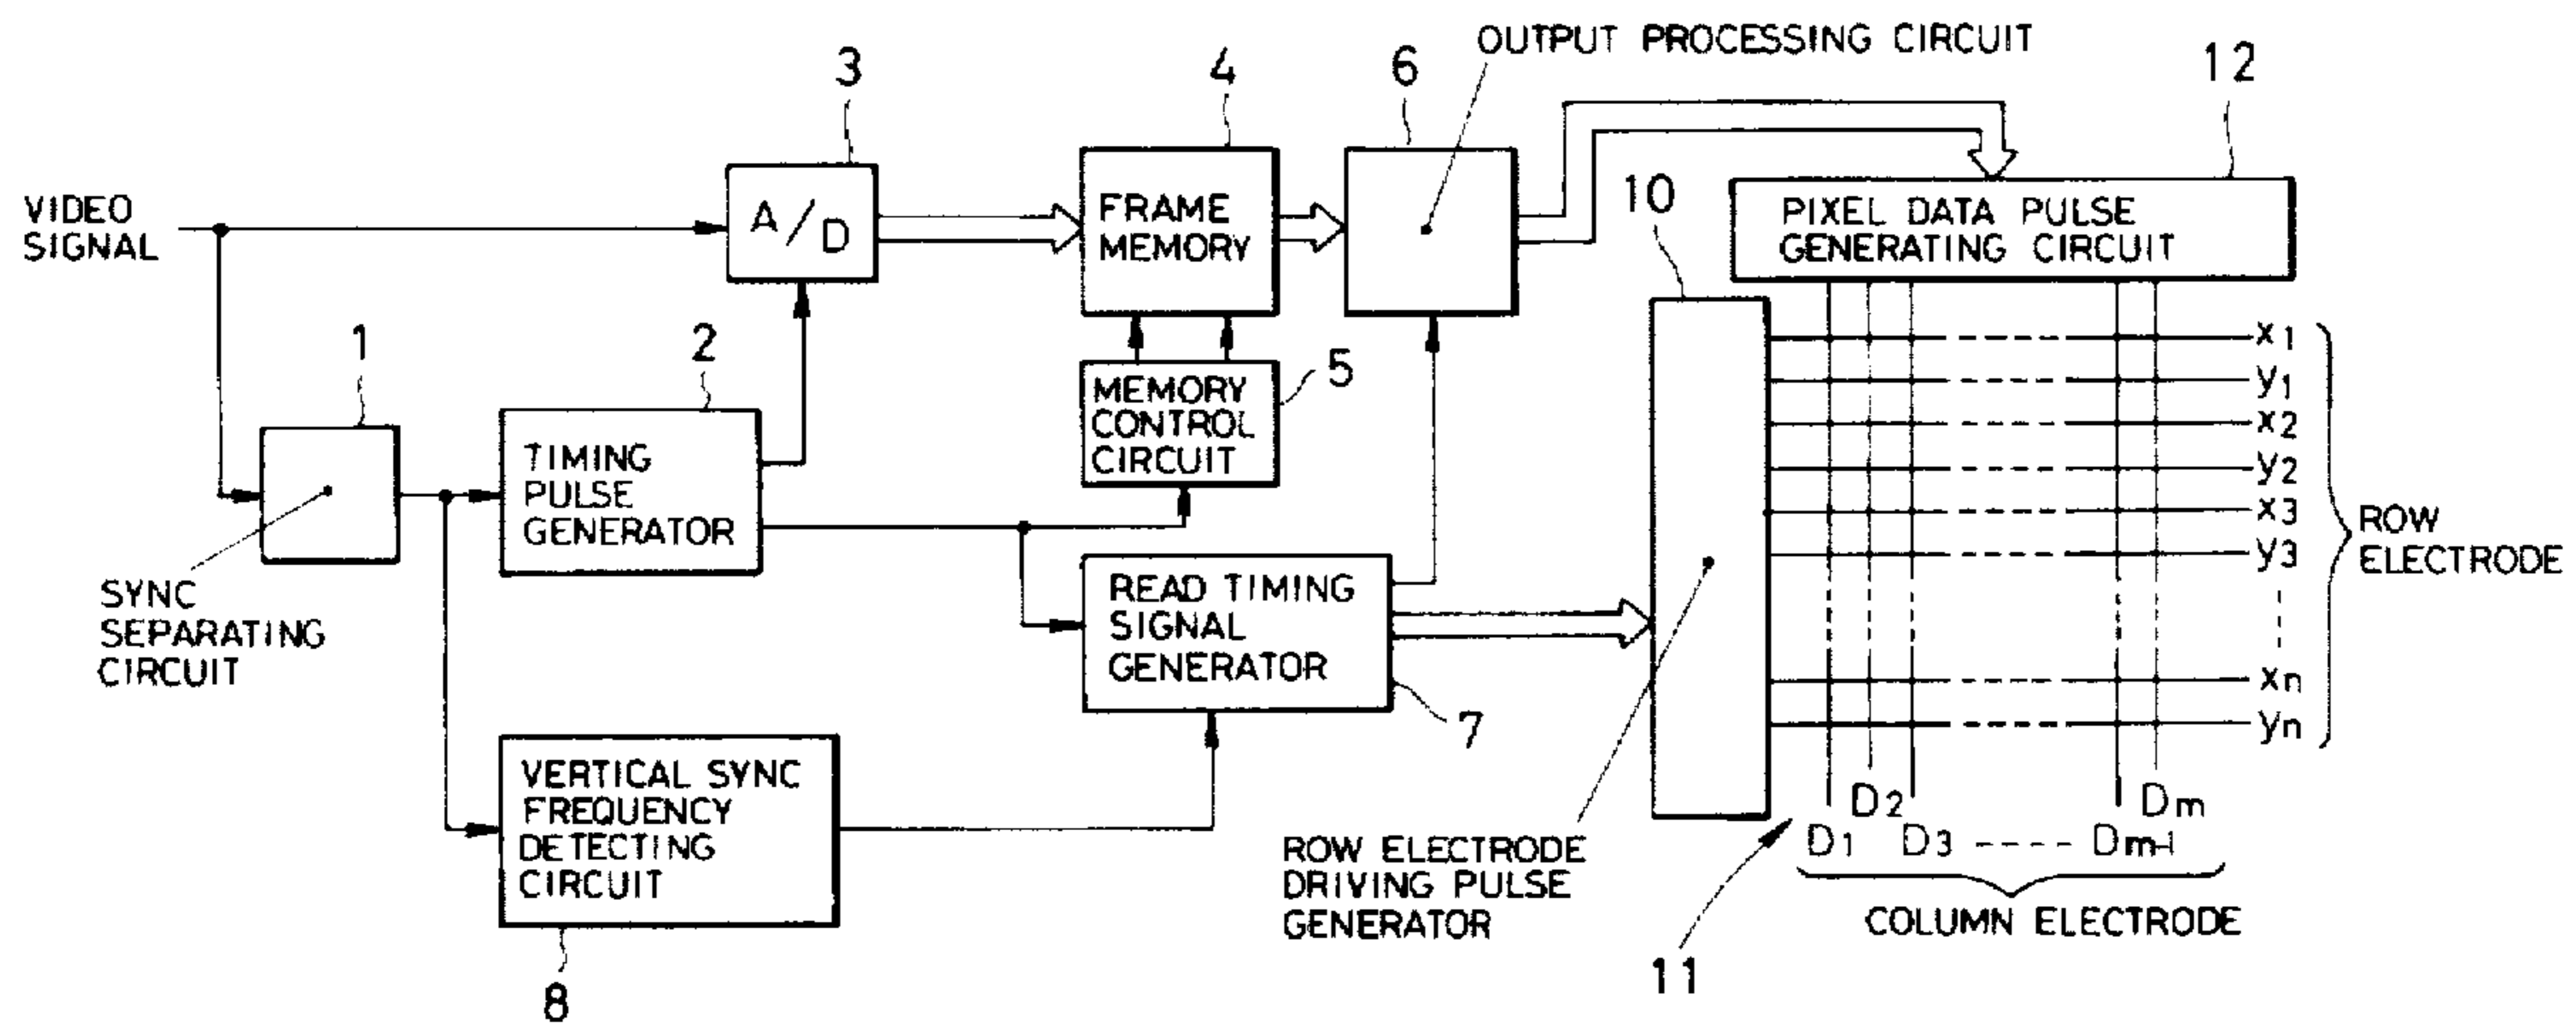 OUTPUT PROCESSING CIRCUIT
3
4
6
12
VIDEO
SIGNAL
A/D
FRAME
MEMORY
10
PIXEL DATA PULSE
GENERATING CIRCUIT
1
2
5
MEMORY
CONTROL
CIRCUIT
TIMING
PULSE
GENERATOR
SYNC
SEPARATING
CIRCUIT
READ TIMING
SIGNAL
GENERATOR
7
x1
y1
x2
y2
x3
y3
xn
yn
ROW
ELECTRODE
VERTICAL SYNC
FREQUENCY
DETECTING
CIRCUIT
8
ROW ELECTRODE
DRIVING PULSE
GENERATOR
D2 Dm
D1 D3 ---- Dm-1
COLUMN ELECTRODE
11